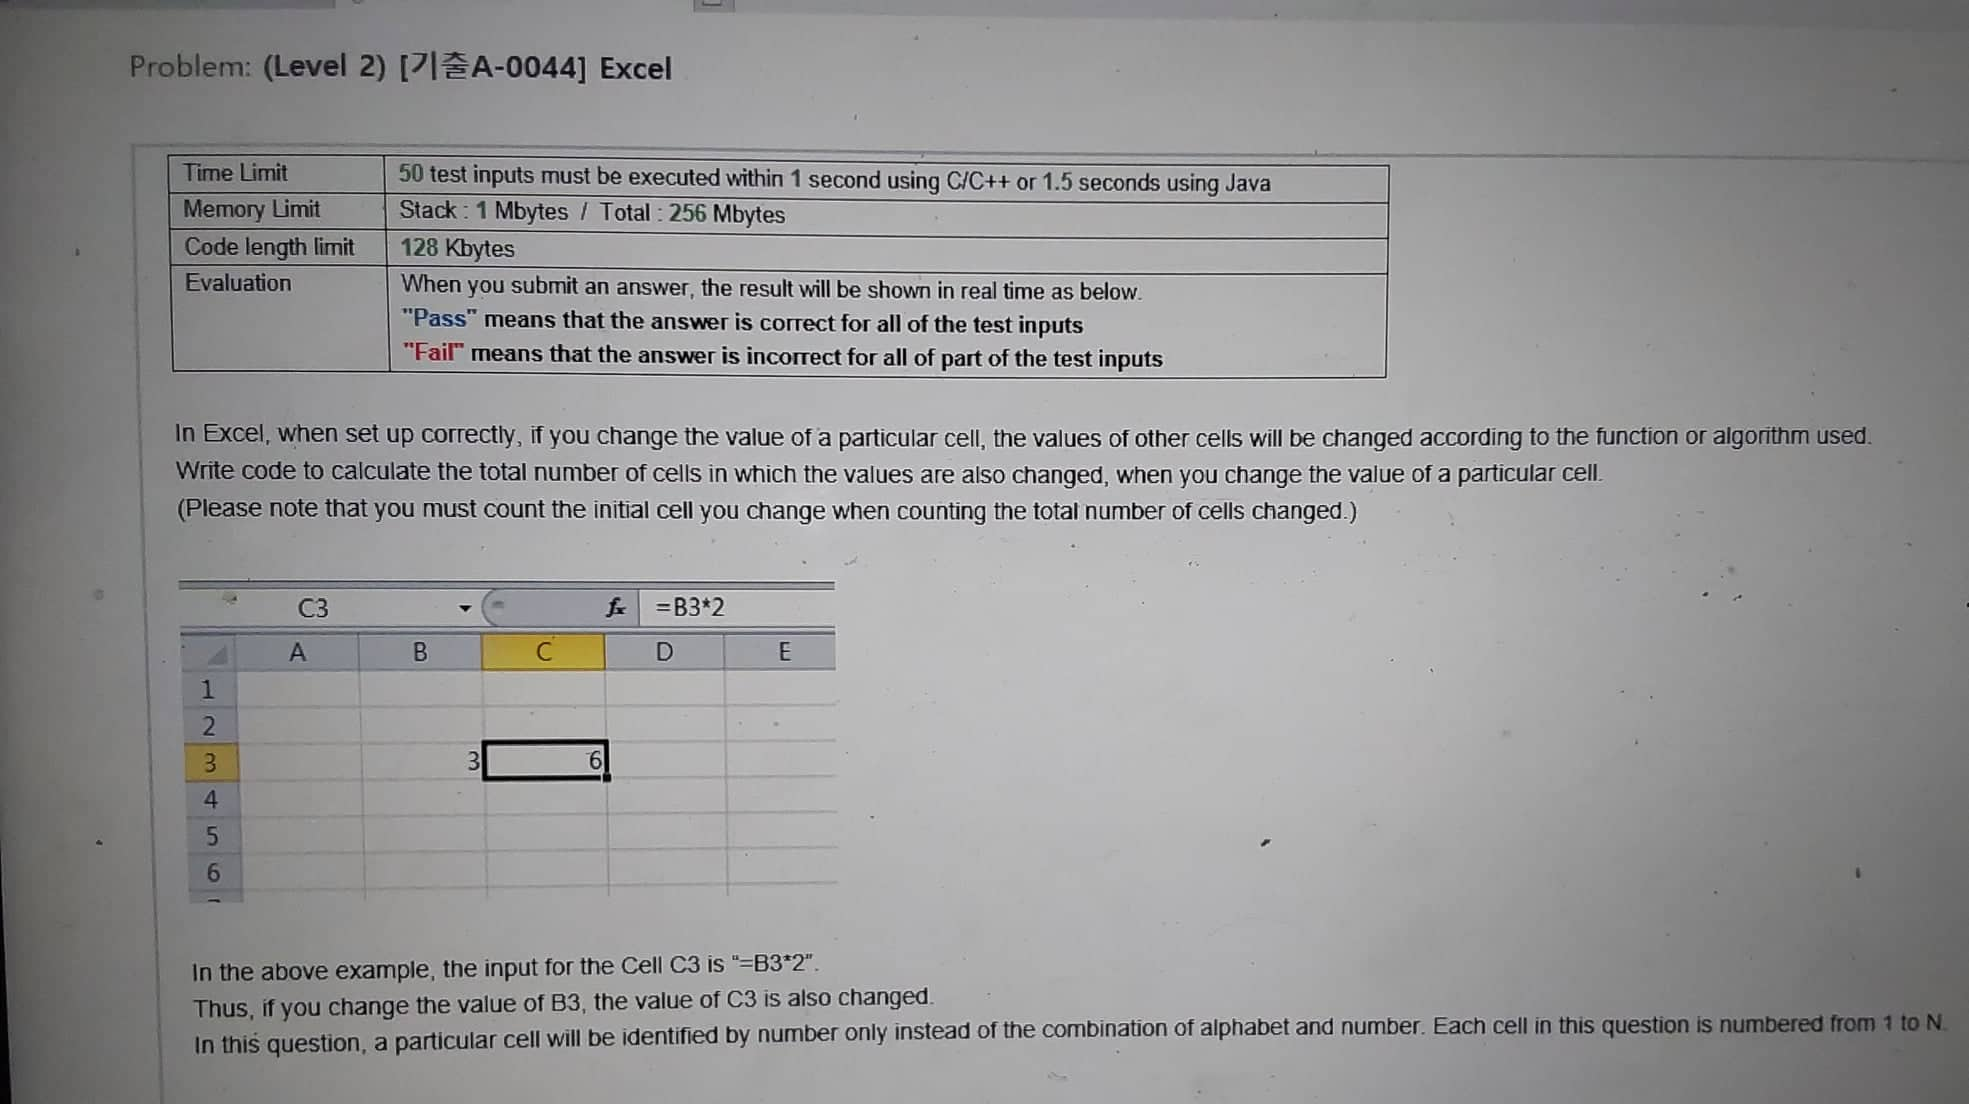 Problem: (Level 2) [기출A-0044] Excel
Time Limit 50 test inputs must be executed within 1 second using C/C++ or 1.5 seconds using Java
Memory Limit Stack : 1 Mbytes / Total : 256 Mbytes
Code length limit 128 Kbytes
Evaluation When you submit an answer, the result will be shown in real time as below.
"Pass" means that the answer is correct for all of the test inputs
"Fail" means that the answer is incorrect for all of part of the test inputs
In Excel, when set up correctly, if you change the value of a particular cell, the values of other cells will be changed according to the function or algorithm used.
Write code to calculate the total number of cells in which the values are also changed, when you change the value of a particular cell.
(Please note that you must count the initial cell you change when counting the total number of cells changed.)
C3 fx =B3*2
A B C D E
1
2
3 3 6
4
5
6
In the above example, the input for the Cell C3 is “=B3*2”.
Thus, if you change the value of B3, the value of C3 is also changed.
In this question, a particular cell will be identified by number only instead of the combination of alphabet and number. Each cell in this question is numbered from 1 to N.